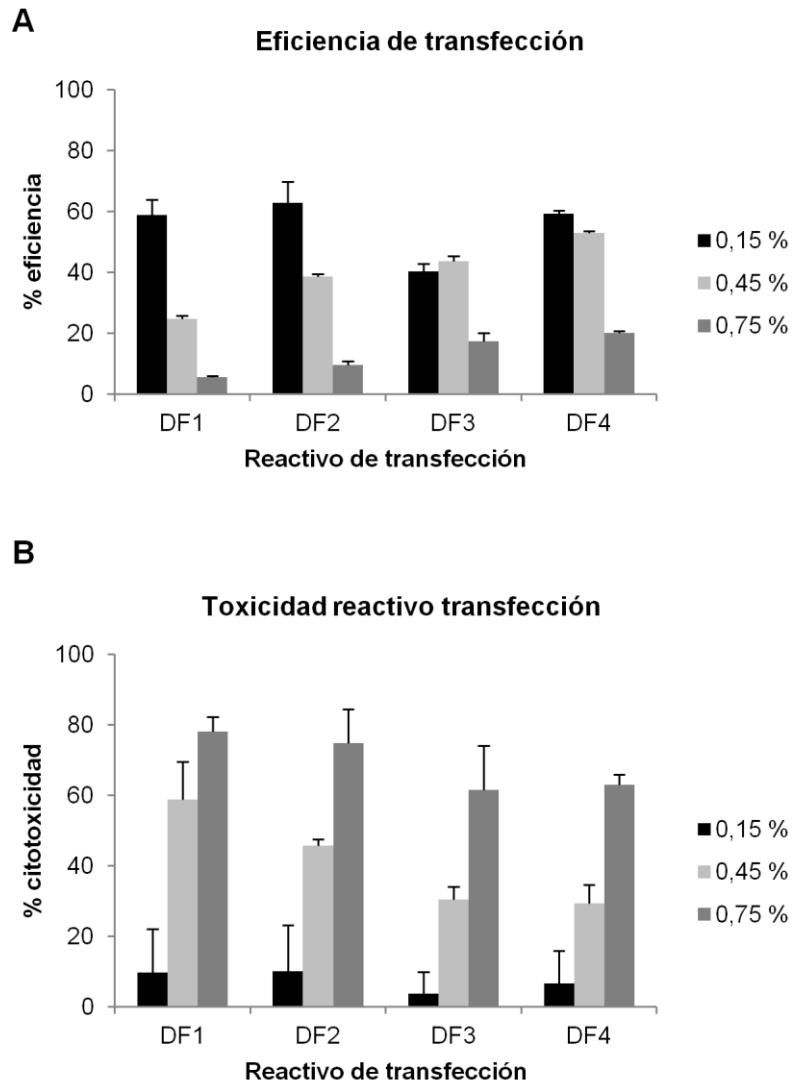 A
Eficiencia de transfección
% eficiencia
100
80
60
40
20
0
DF1 DF2 DF3 DF4
Reactivo de transfección
0,15 %
0,45 %
0,75 %
B
Toxicidad reactivo transfección
% citotoxicidad
100
80
60
40
20
0
DF1 DF2 DF3 DF4
Reactivo de transfección
0,15 %
0,45 %
0,75 %